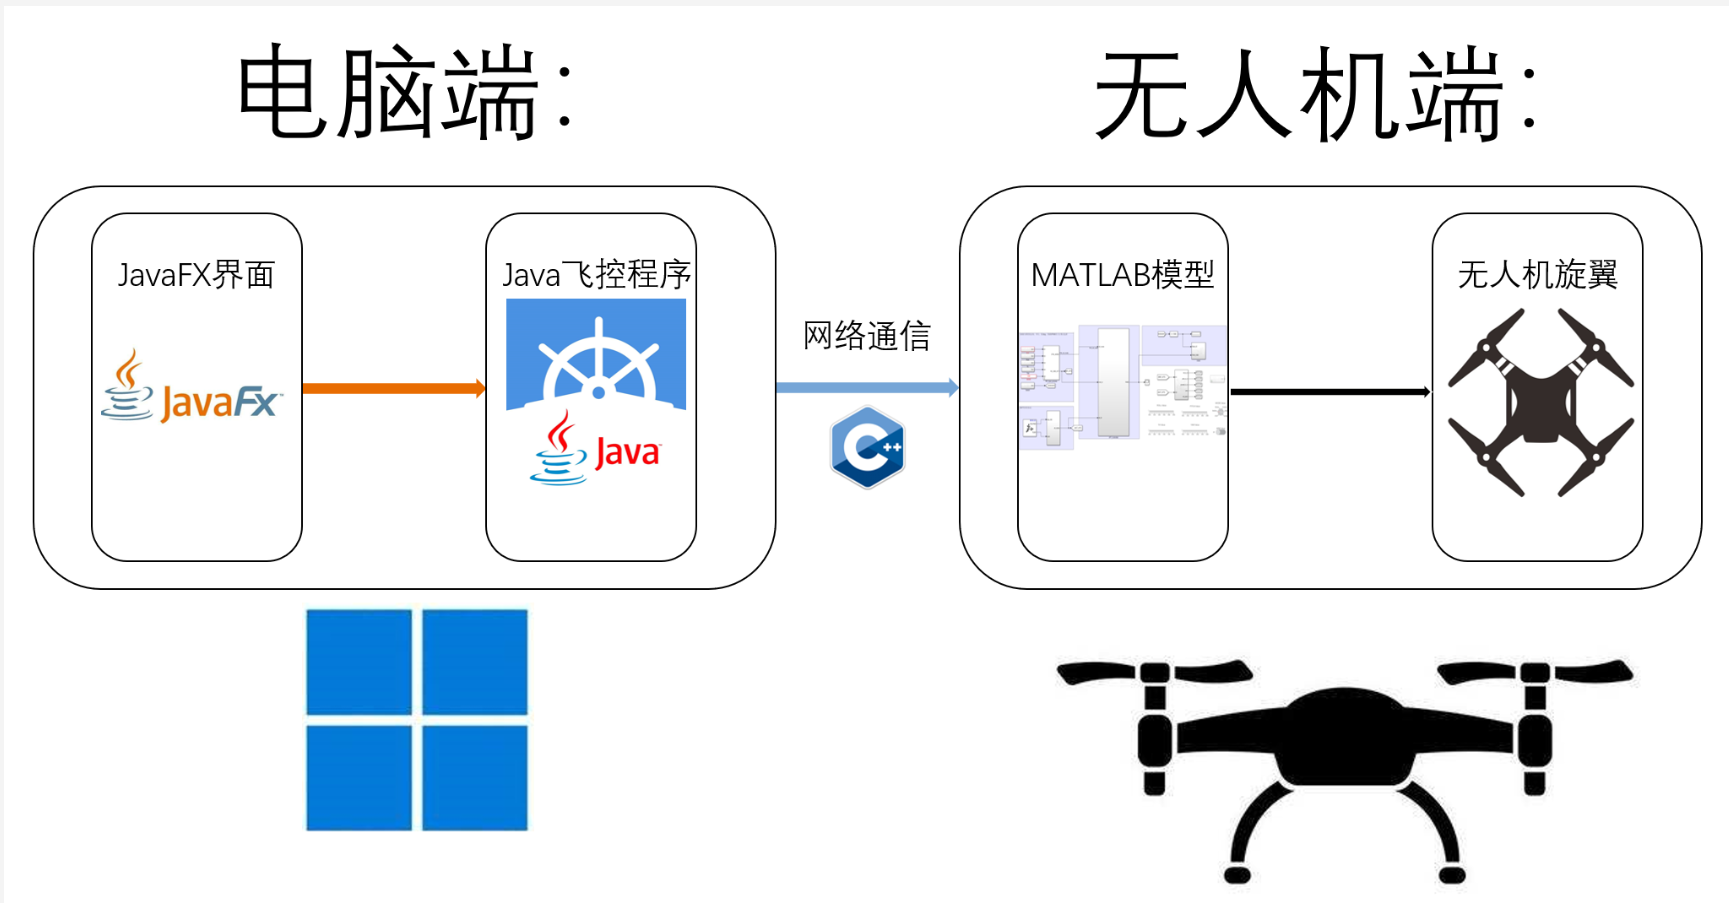 电脑端：
无人机端：
JavaFX界面
JavaFX
Java飞控程序
Java
网络通信
C++
MATLAB模型
无人机旋翼